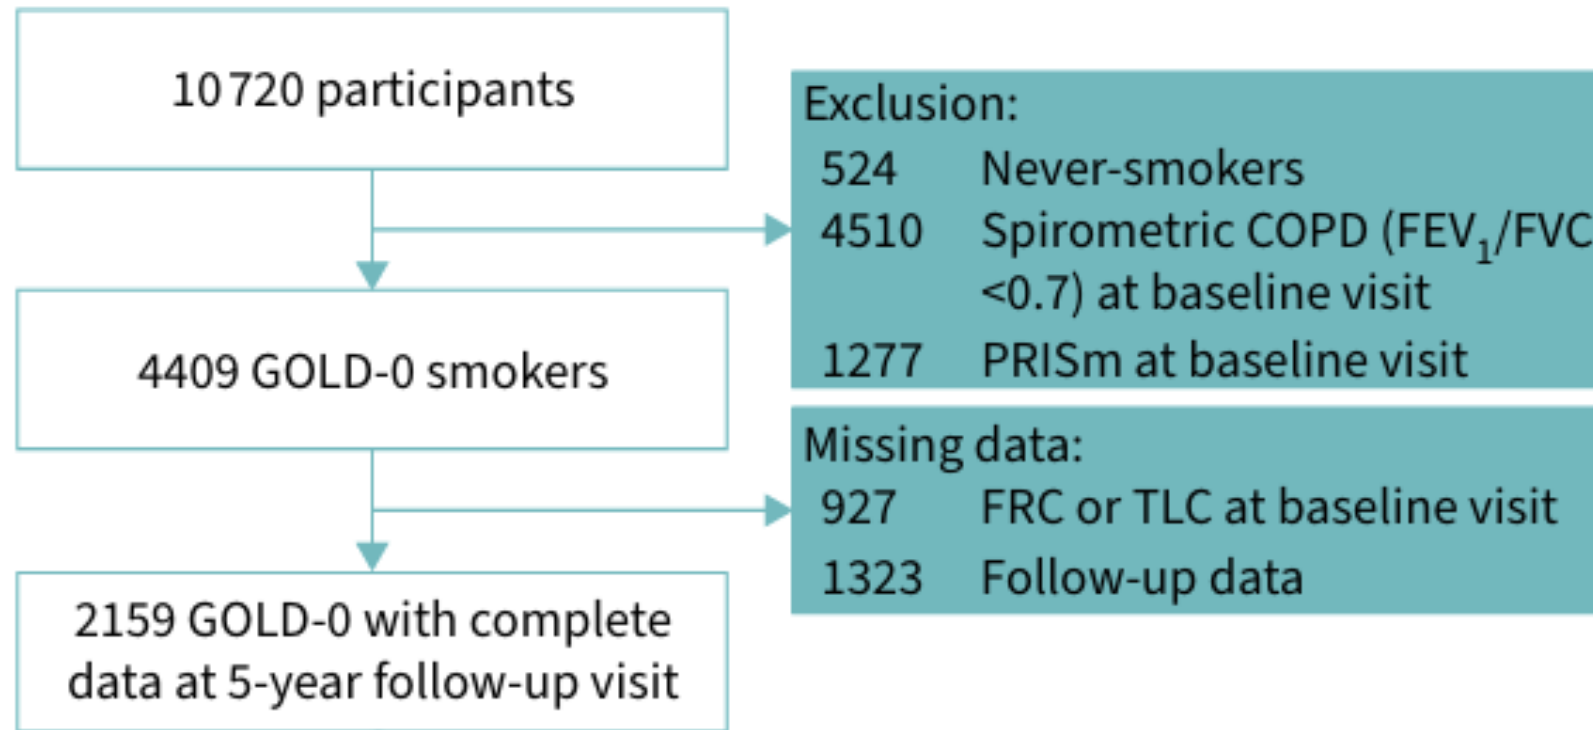 10 720 participants
Exclusion:
524 Never-smokers
4510 Spirometric COPD (FEV₁/FVC
<0.7) at baseline visit
1277 PRISm at baseline visit
4409 GOLD-0 smokers
Missing data:
927 FRC or TLC at baseline visit
1323 Follow-up data
2159 GOLD-0 with complete
data at 5-year follow-up visit